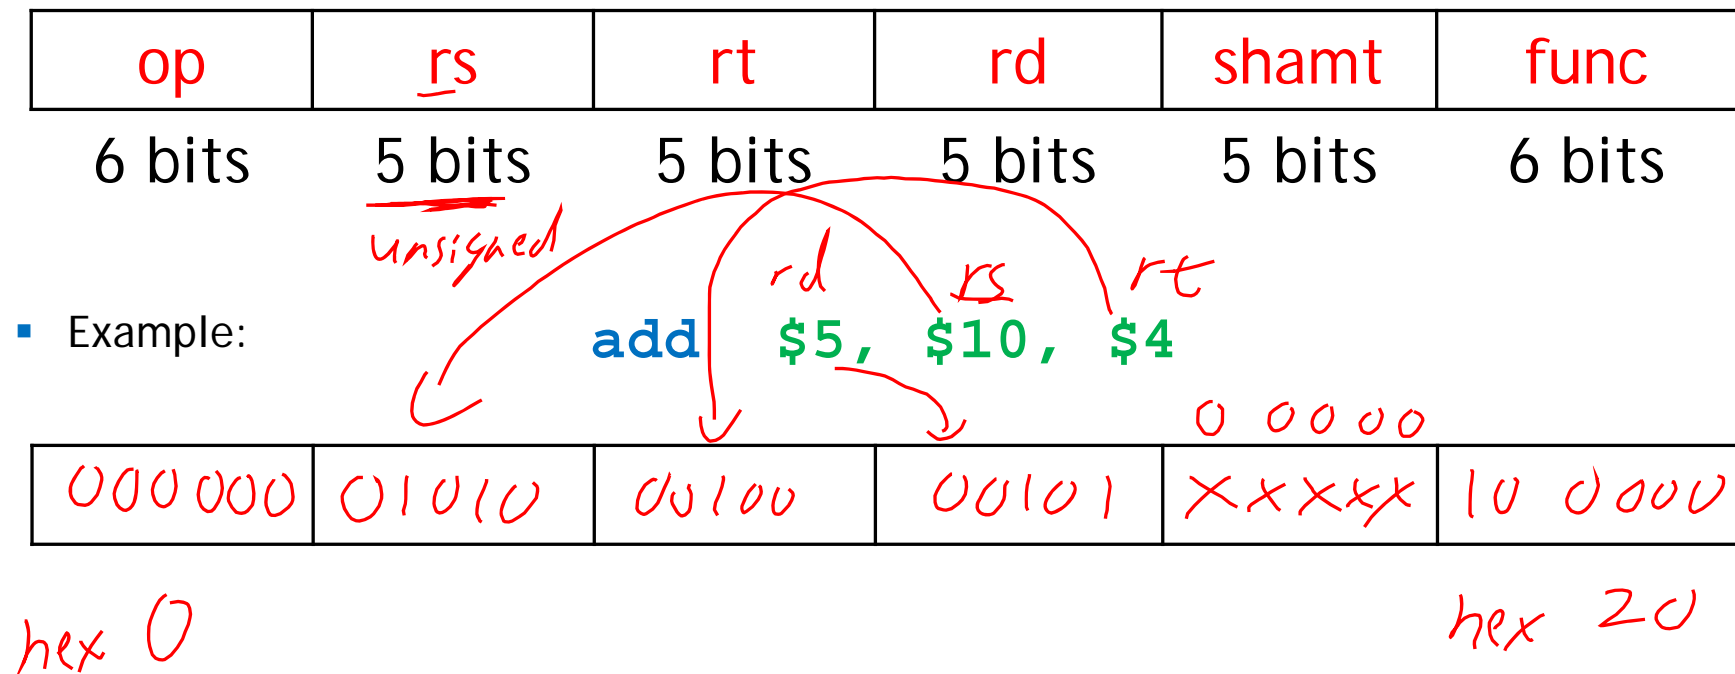 op rs rt rd shamt func
6 bits 5 bits 5 bits 5 bits 5 bits 6 bits
unsigned
rd rs rt
▪ Example: add $5, $10, $4
0 0000
000000 01010 00100 00101 xxxxx 10 0000
hex 0 hex 20